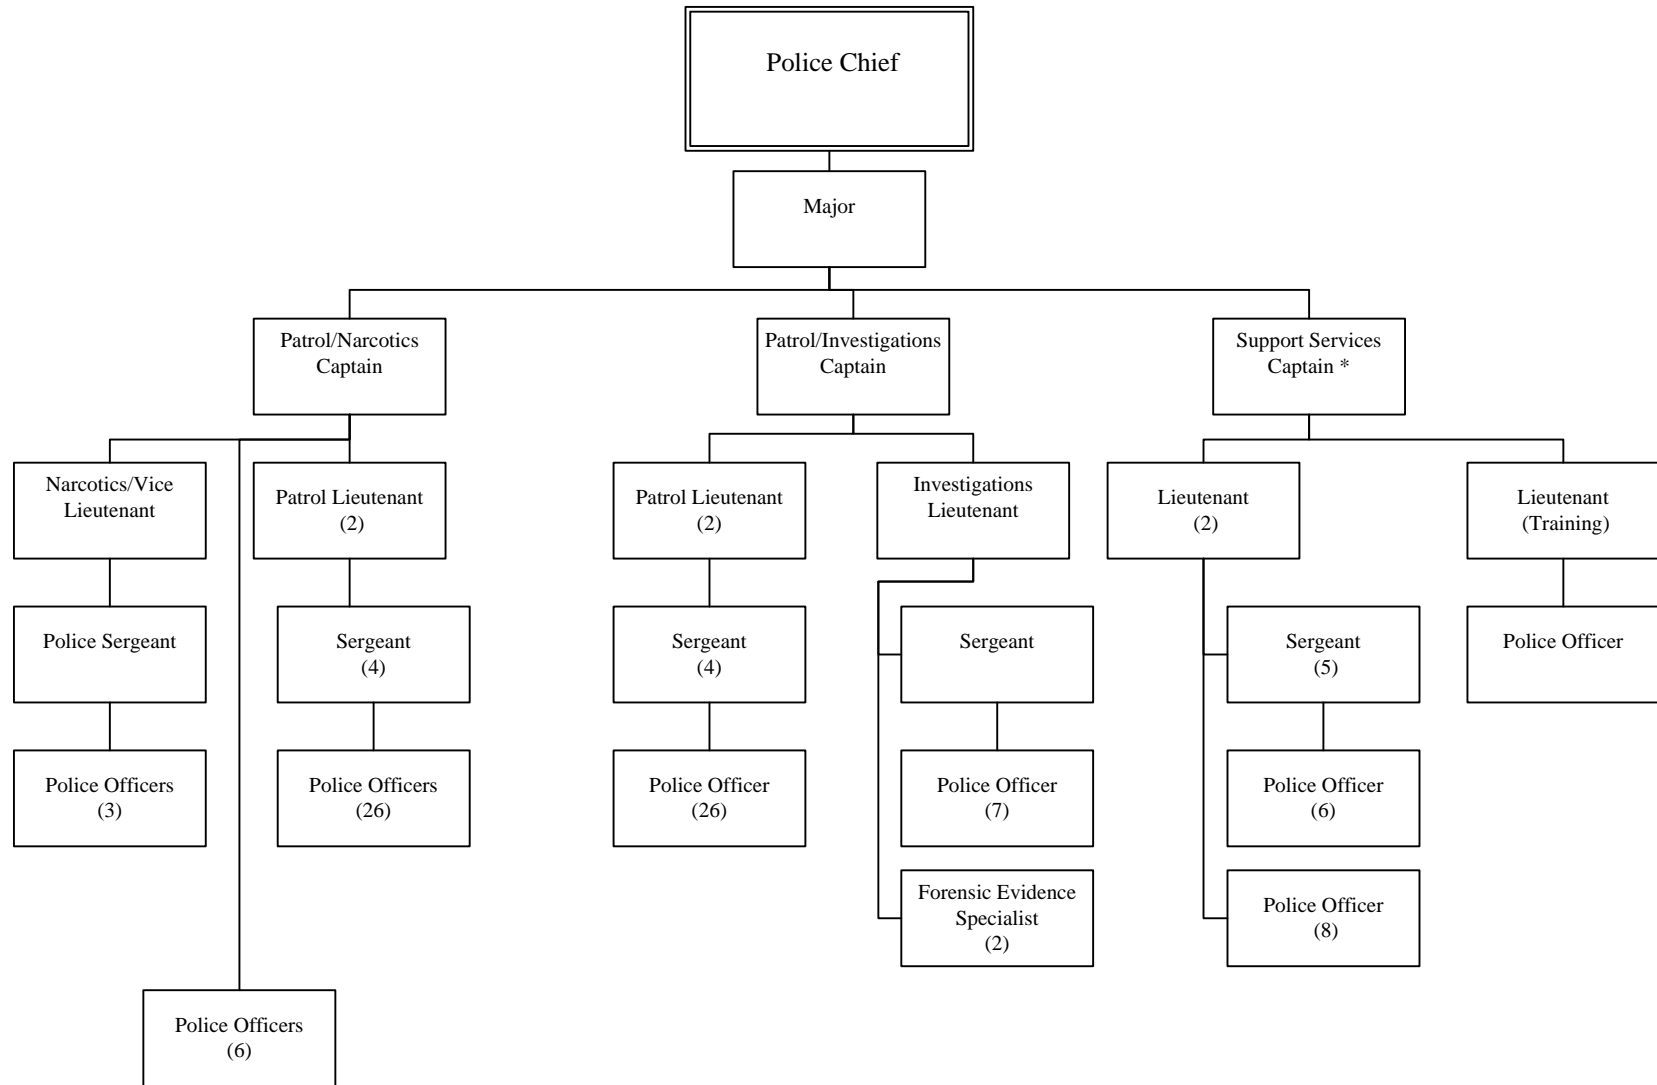 Police Chief
Major
Patrol/Narcotics
Captain
Patrol/Investigations
Captain
Support Services
Captain *
Narcotics/Vice
Lieutenant
Patrol Lieutenant
(2)
Patrol Lieutenant
(2)
Investigations
Lieutenant
Lieutenant
(2)
Lieutenant
(Training)
Police Sergeant
Sergeant
(4)
Sergeant
(4)
Sergeant
Sergeant
(5)
Police Officer
Police Officers
(3)
Police Officers
(26)
Police Officer
(26)
Police Officer
(7)
Police Officer
(6)
Forensic Evidence
Specialist
(2)
Police Officer
(8)
Police Officers
(6)